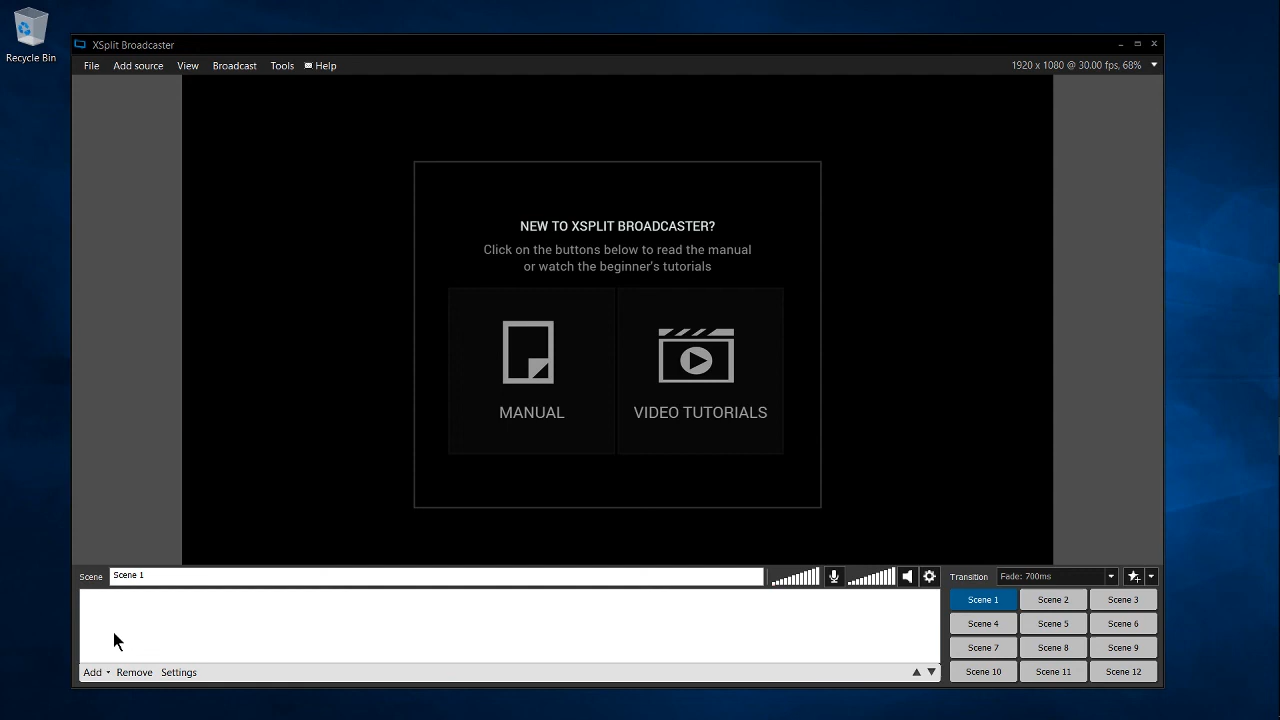 Recycle Bin
XSplit Broadcaster
File Add source View Broadcast Tools Help 1920 x 1080 @ 30.00 fps, 68%
NEW TO XSPLIT BROADCASTER?
Click on the buttons below to read the manual
or watch the beginner's tutorials
MANUAL VIDEO TUTORIALS
Scene Scene 1 Transition Fade: 700ms
Scene 1 Scene 2 Scene 3
Scene 4 Scene 5 Scene 6
Scene 7 Scene 8 Scene 9
Add Remove Settings Scene 10 Scene 11 Scene 12